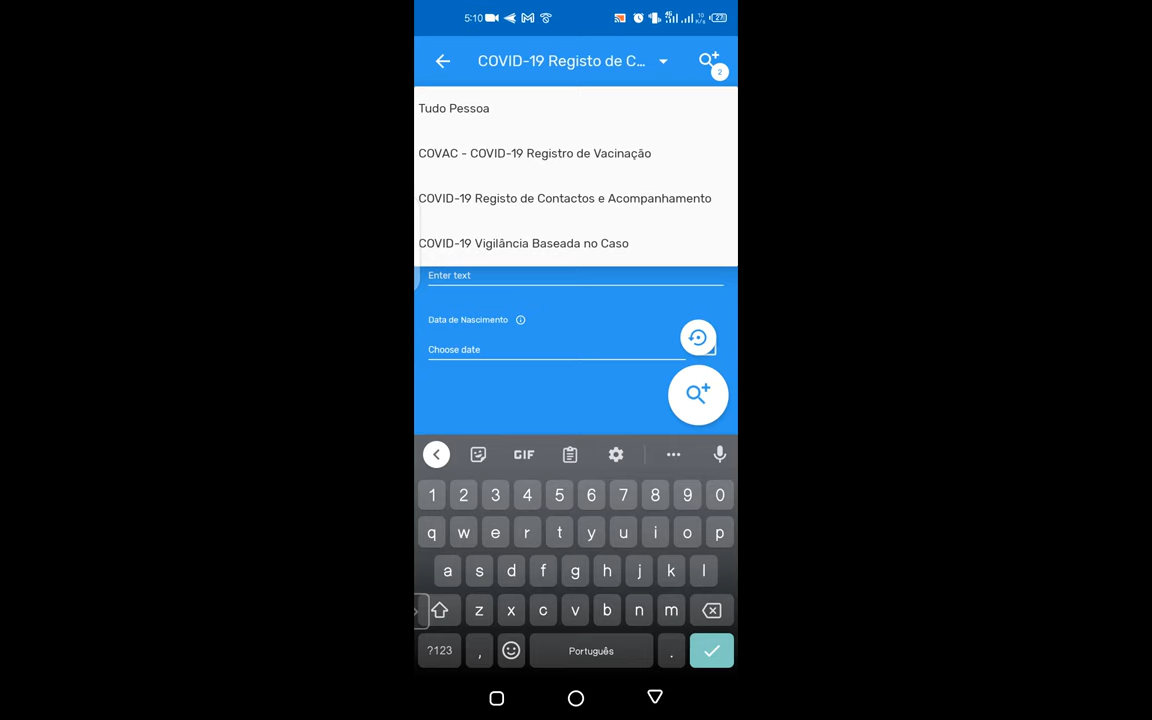 5:10
27
COVID-19 Registo de C...
2
Tudo Pessoa
COVAC - COVID-19 Registro de Vacinação
COVID-19 Registo de Contactos e Acompanhamento
COVID-19 Vigilância Baseada no Caso
Enter text
Data de Nascimento
Choose date
GIF
1 2 3 4 5 6 7 8 9 0
q w e r t y u i o p
a s d f g h j k l
z x c v b n m
?123 , Português .